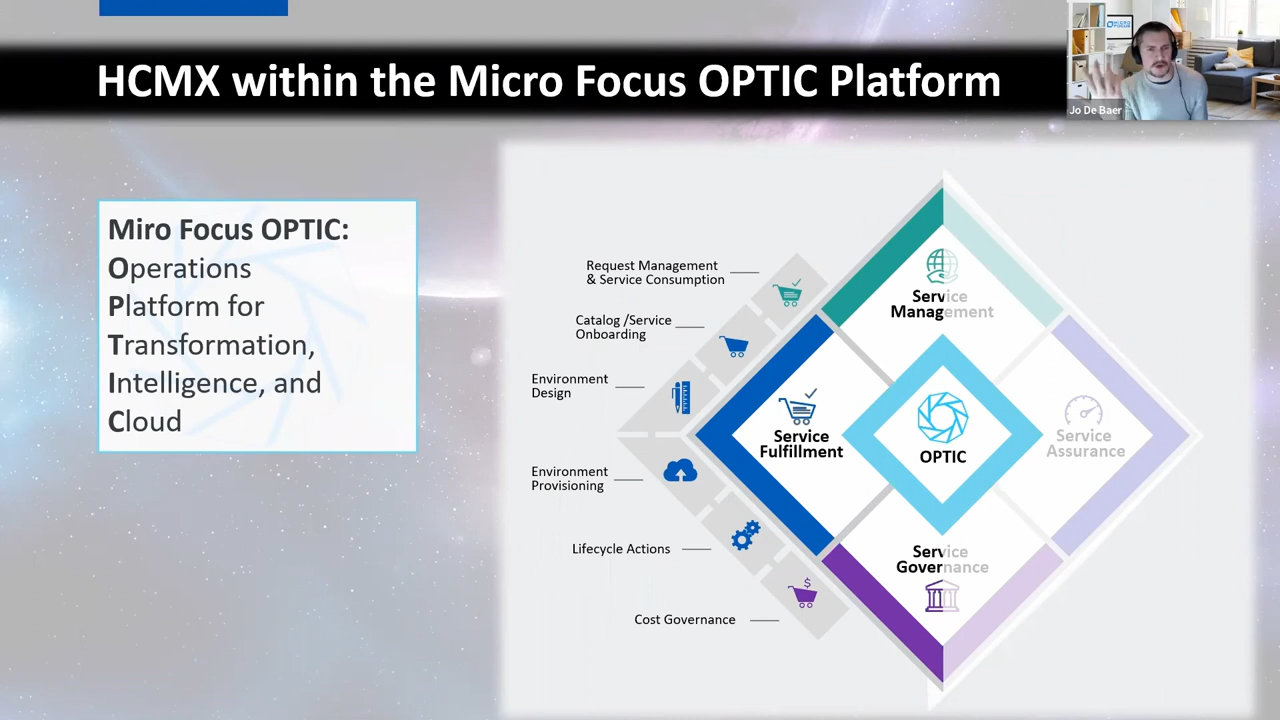 HCMX within the Micro Focus OPTIC Platform
Jo De Baer
Miro Focus OPTIC:
Operations
Platform for
Transformation,
Intelligence, and
Cloud
Request Management
& Service Consumption
Catalog /Service
Onboarding
Environment
Design
Environment
Provisioning
Lifecycle Actions
Cost Governance
Service
Management
Service
Fulfillment
OPTIC
Service
Assurance
Service
Governance